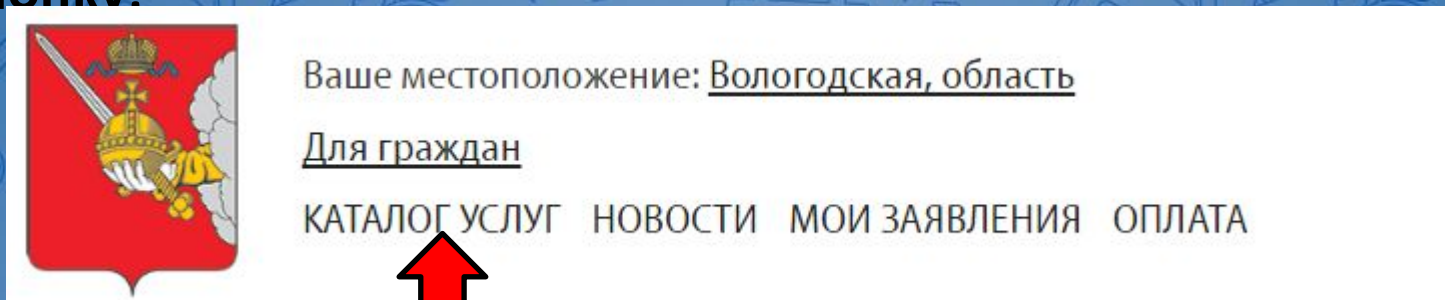 Ваше местоположение: Вологодская, область
Для граждан
КАТАЛОГ УСЛУГ НОВОСТИ МОИ ЗАЯВЛЕНИЯ ОПЛАТА